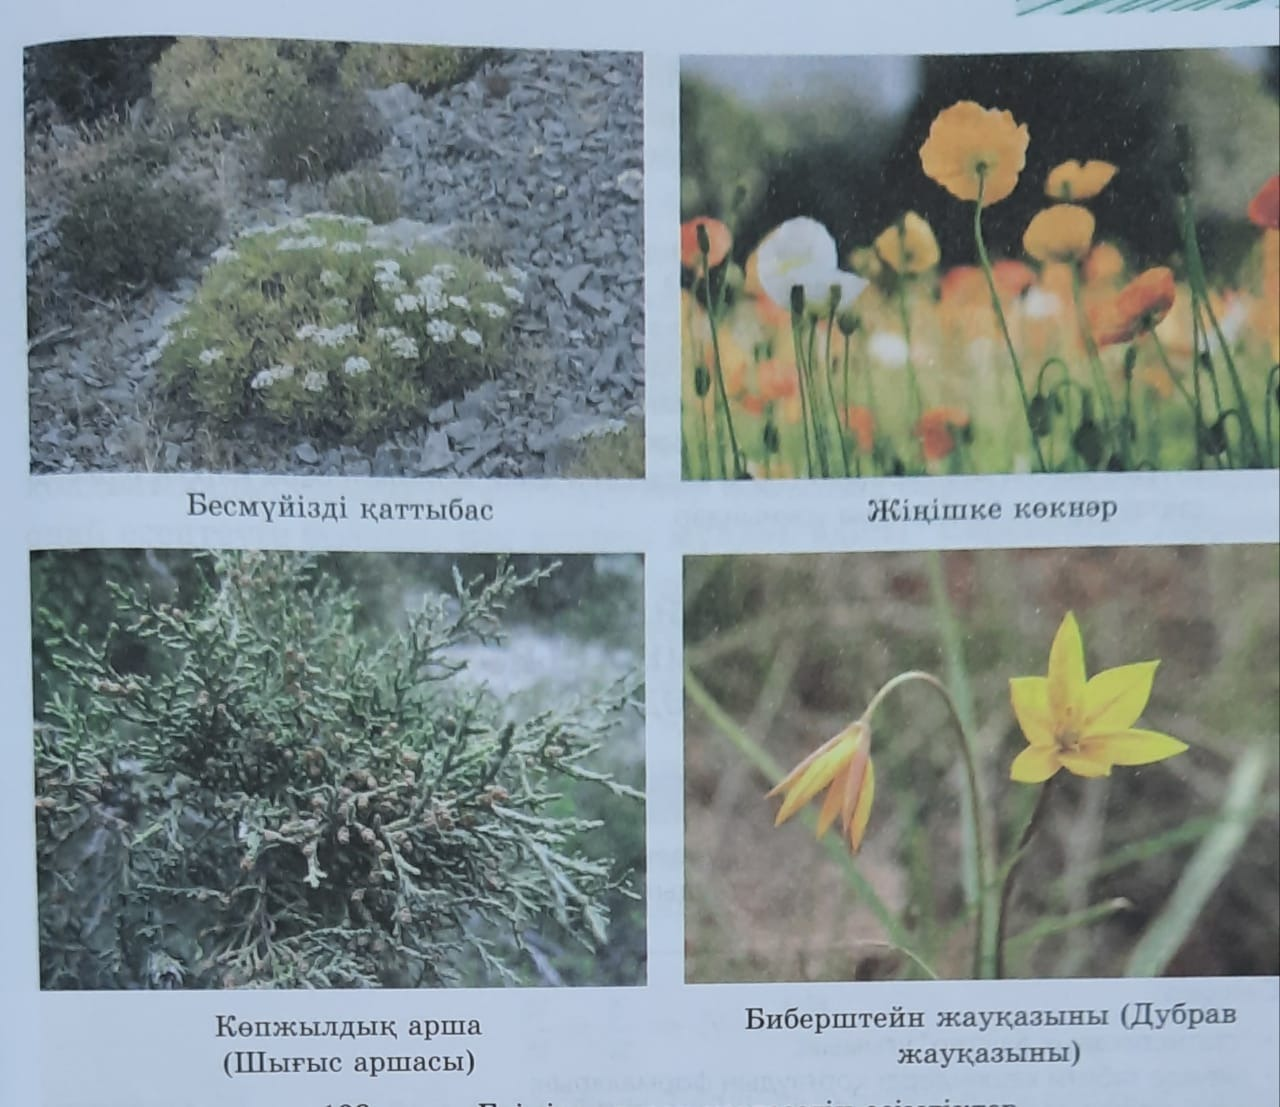 Бесмүйізді қаттыбас
Жіңішке көкнәр
Көпжылдық арша
(Шығыс аршасы)
Биберштейн жауқазыны (Дубрав
жауқазыны)